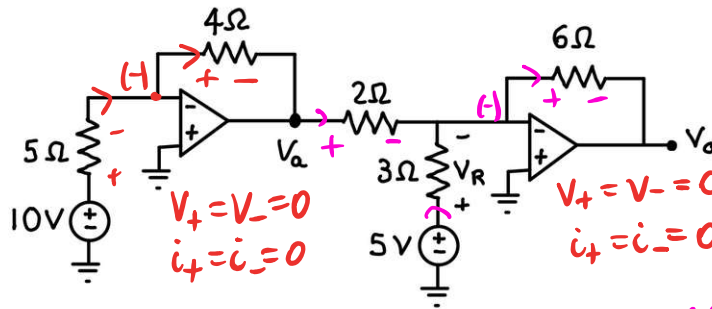 4Ω
6Ω
(-)
+ -
2Ω
(-)
+ -
-
+
-
+
5Ω
-
+
Va
+ -
3Ω
-
VR
+
-
+
Vo
10V
+
-
V+ = V- = 0
i+ = i- = 0
5V
+
-
V+ = V- = 0
i+ = i- = 0